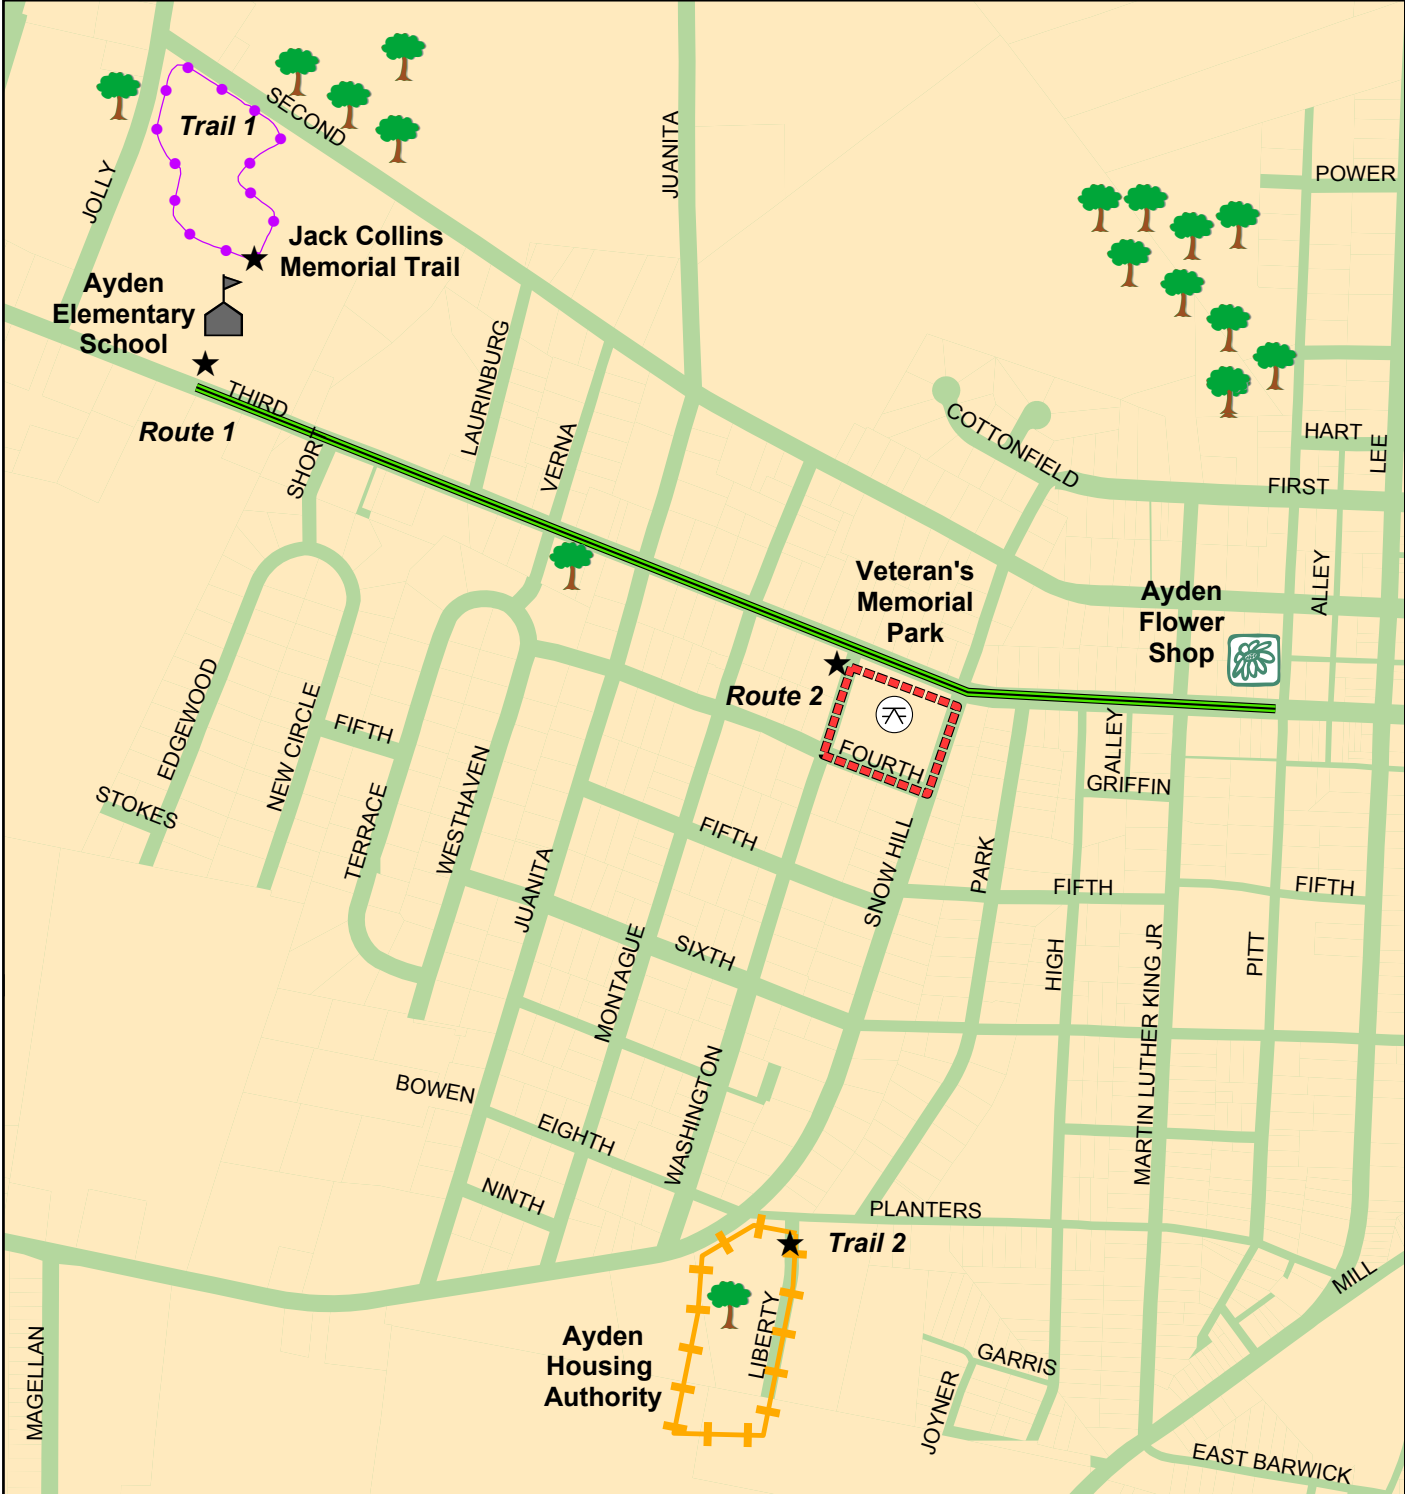 SECOND
Trail 1
JUANITA
JOLLY
POWER
Jack Collins
Memorial Trail
Ayden
Elementary
School
LAURINBURG
THIRD
Route 1
SHORT
VERNA
COTTONFIELD
HART
LEE
FIRST
ALLEY
Veteran's
Memorial
Park
Ayden
Flower
Shop
Route 2
EDGEWOOD
NEW CIRCLE
FIFTH
STOKES
TERRACE
WESTHAVEN
FOURTH
ALLEY
GRIFFIN
FIFTH
JUANITA
SNOW HILL
PARK
FIFTH
FIFTH
MONTAGUE
SIXTH
HIGH
MARTIN LUTHER KING JR
PITT
WASHINGTON
BOWEN
EIGHTH
NINTH
PLANTERS
Trail 2
MILL
LIBERTY
Ayden
Housing
Authority
MAGELLAN
GARRIS
JOYNER
EAST BARWICK